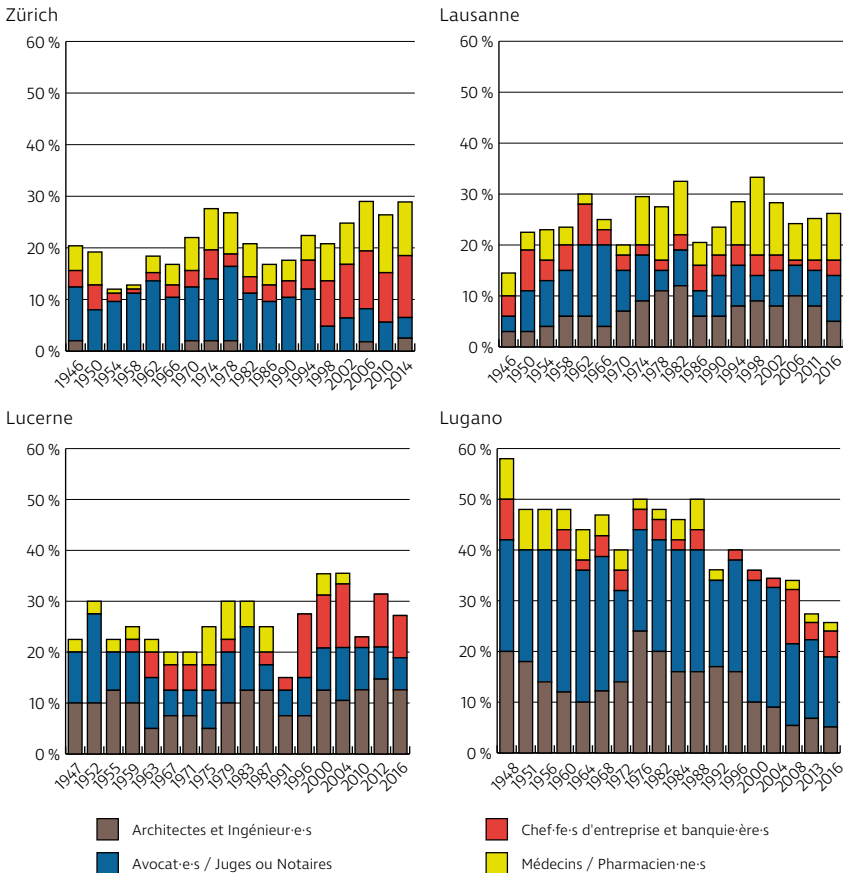 Zürich
60 %
50 %
40 %
30 %
20 %
10 %
0 %
1946 1950 1954 1958 1962 1966 1970 1974 1978 1982 1986 1990 1994 1998 2002 2006 2010 2014
Lausanne
60 %
50 %
40 %
30 %
20 %
10 %
0 %
1946 1950 1954 1958 1962 1966 1970 1974 1978 1982 1986 1990 1994 1998 2002 2006 2011 2016
Lucerne
60 %
50 %
40 %
30 %
20 %
10 %
0 %
1947 1952 1955 1959 1963 1967 1971 1975 1979 1983 1987 1991 1996 2000 2004 2010 2012 2016
Lugano
60 %
50 %
40 %
30 %
20 %
10 %
0 %
1948 1951 1956 1960 1964 1968 1972 1976 1982 1984 1988 1992 1996 2000 2004 2008 2013 2016
Architectes et Ingénieur·e·s
Avocat·e·s / Juges ou Notaires
Chef·fe·s d'entreprise et banquie·ère·s
Médecins / Pharmacien·ne·s